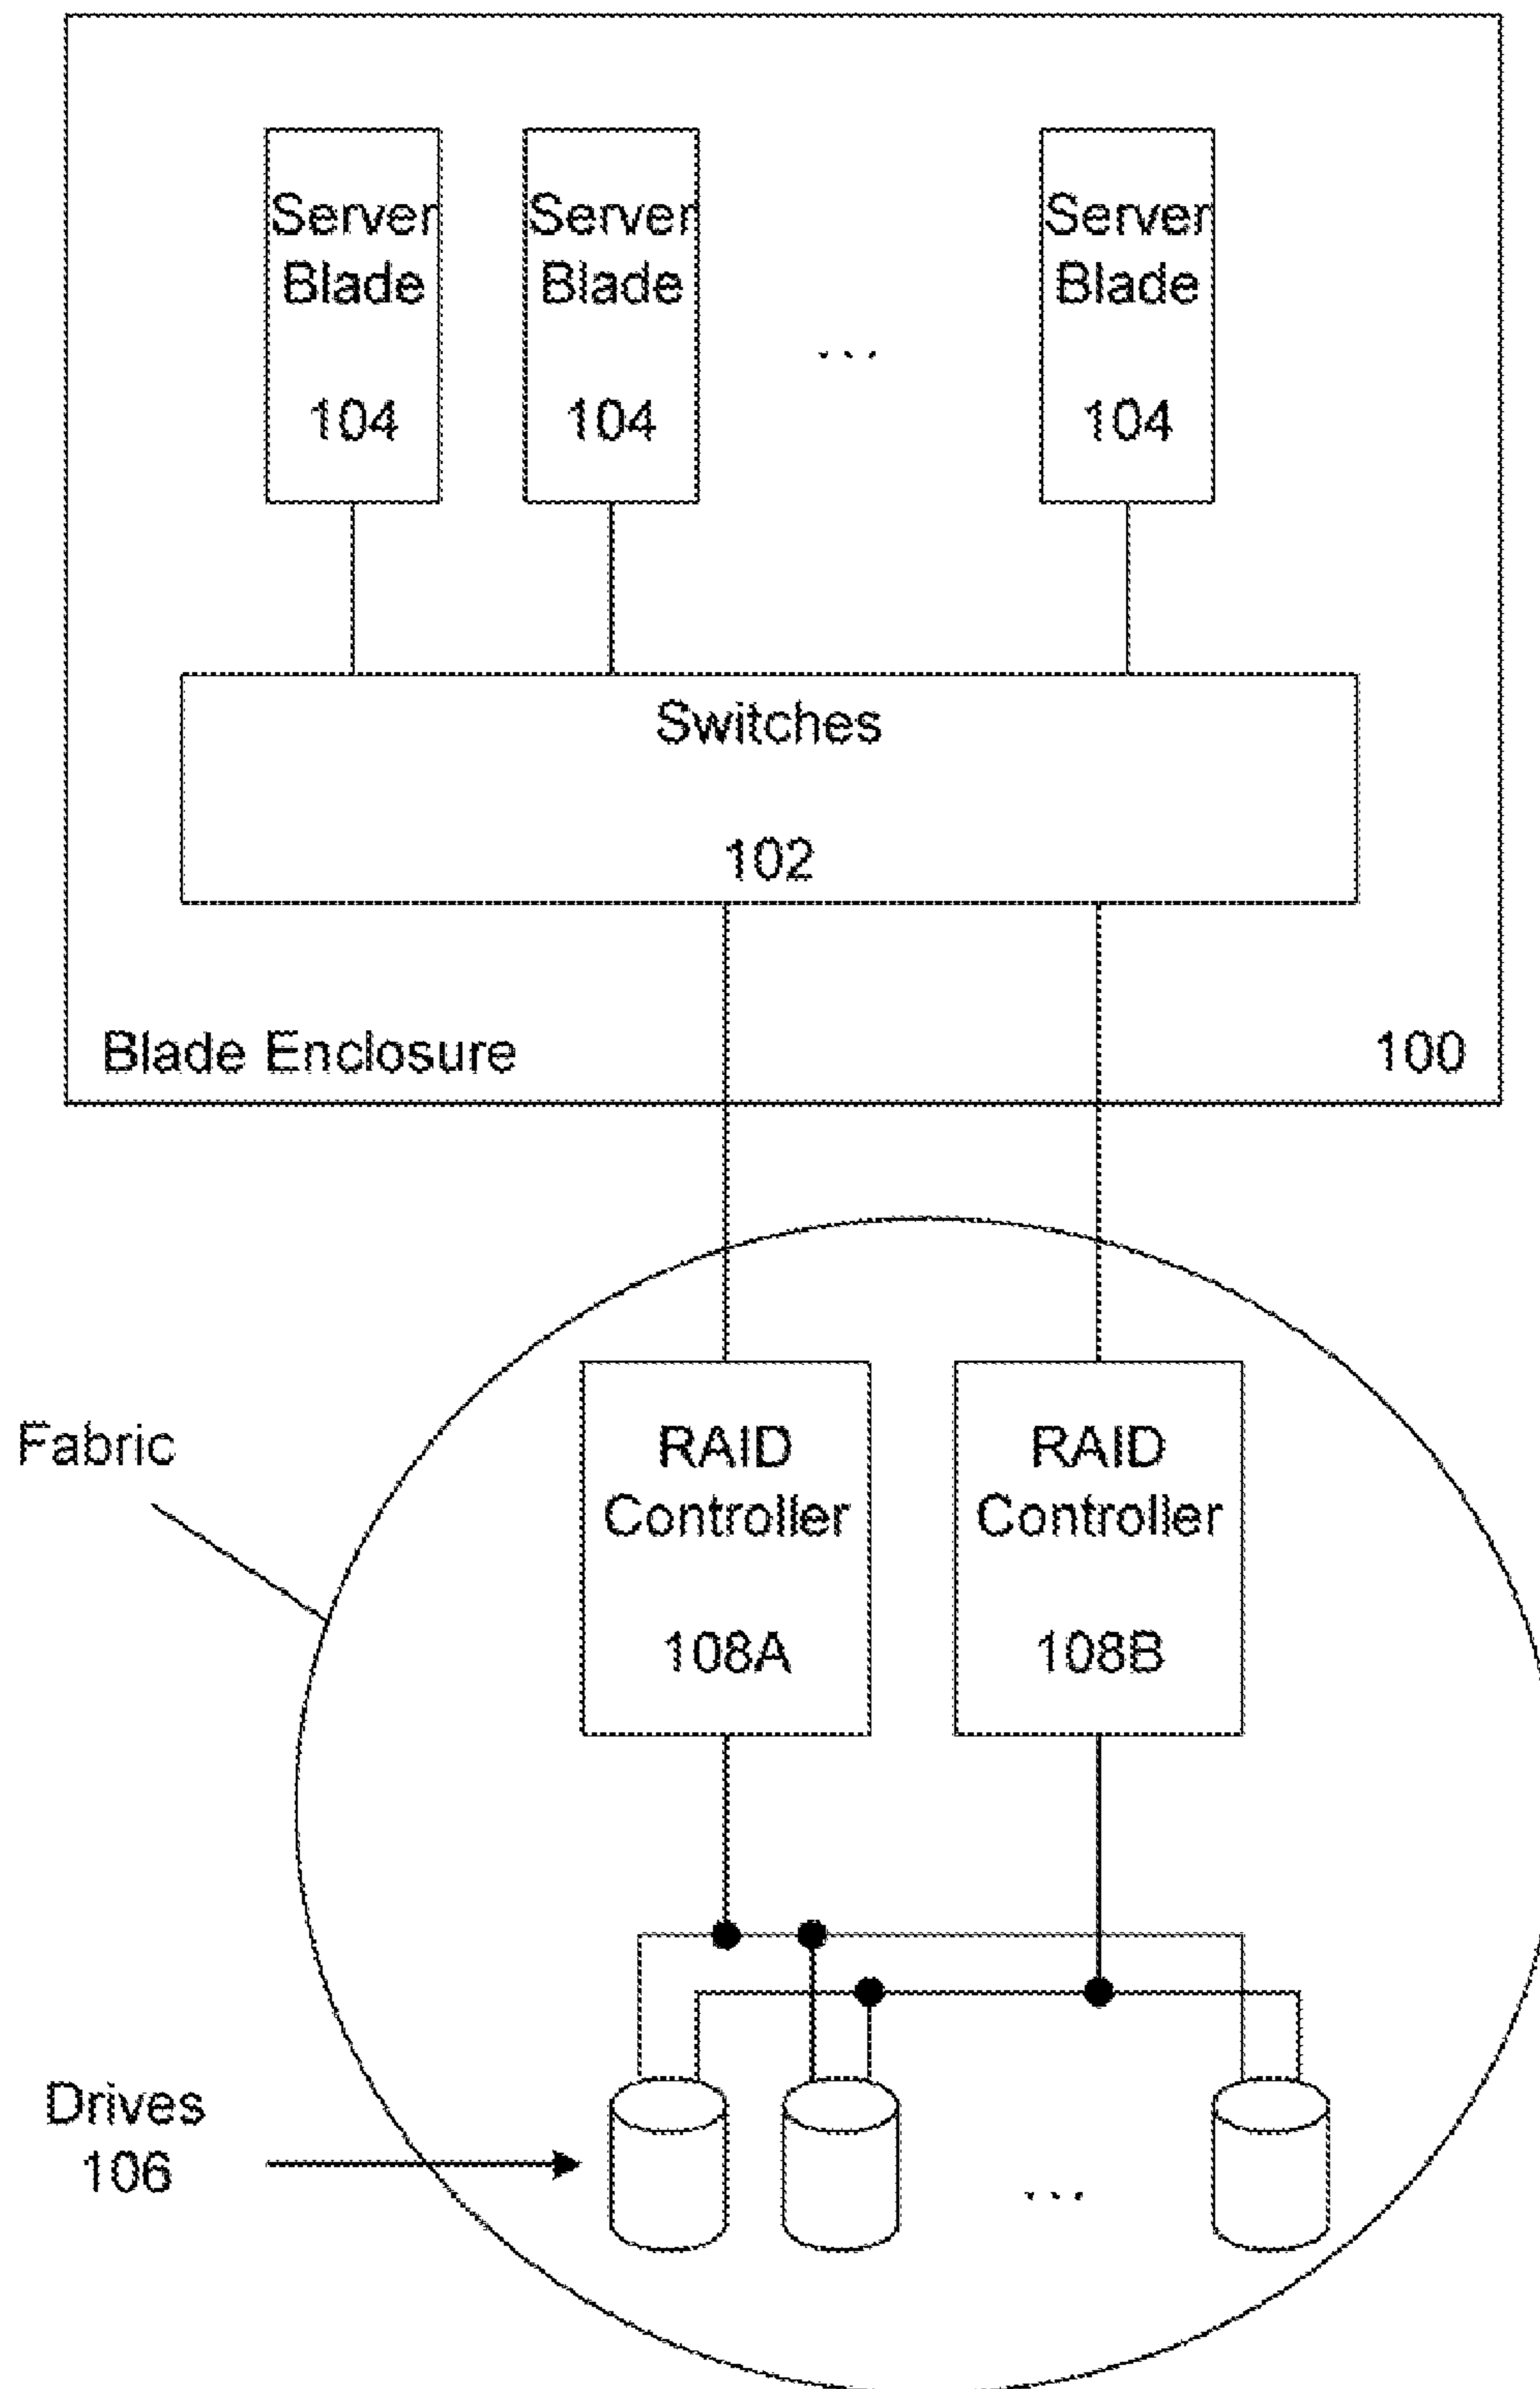 Server
Blade
104
Server
Blade
104
...
Server
Blade
104
Switches
102
Blade Enclosure
100
Fabric
RAID
Controller
108A
RAID
Controller
108B
Drives
106
...